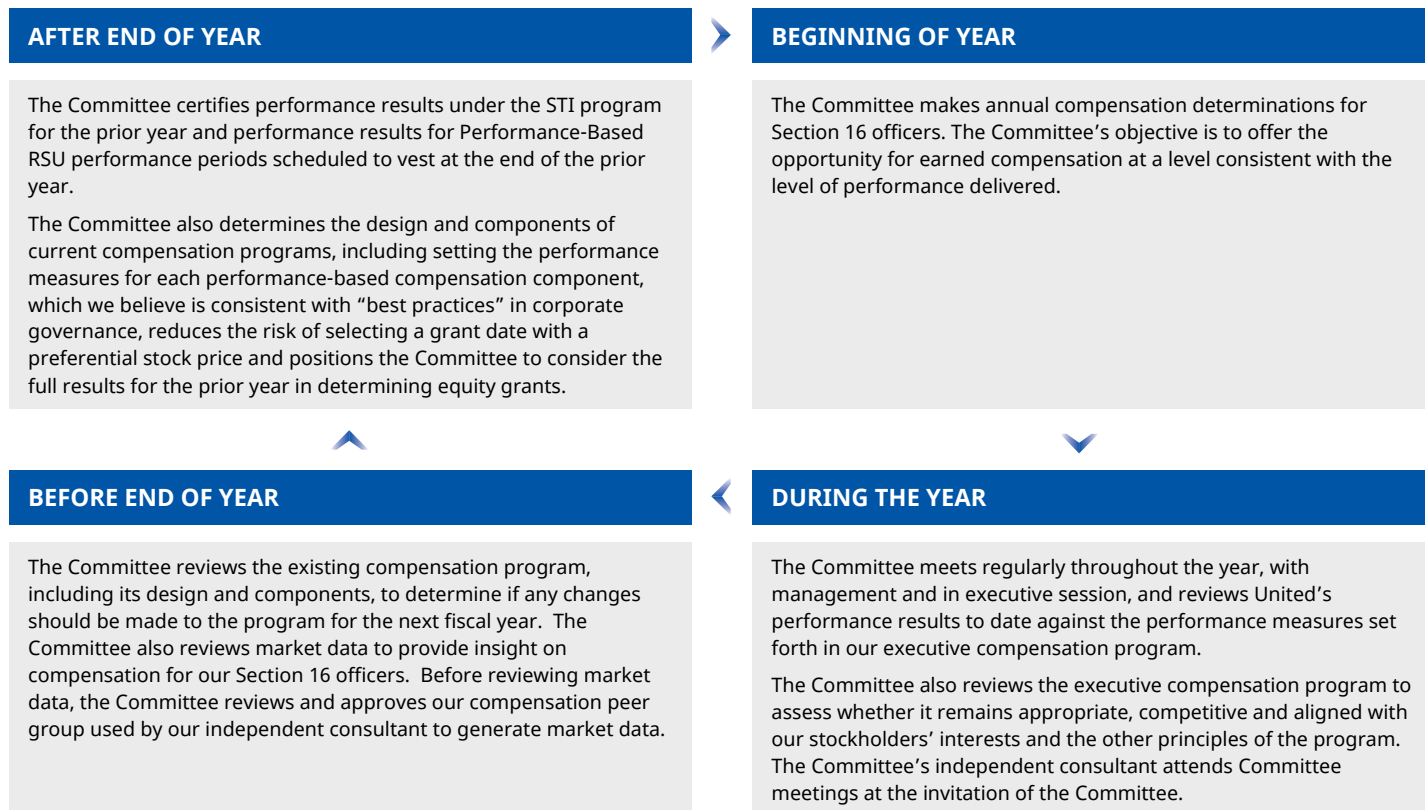 AFTER END OF YEAR
The Committee certifies performance results under the STI program
for the prior year and performance results for Performance-Based
RSU performance periods scheduled to vest at the end of the prior
year.
The Committee also determines the design and components of
current compensation programs, including setting the performance
measures for each performance-based compensation component,
which we believe is consistent with “best practices” in corporate
governance, reduces the risk of selecting a grant date with a
preferential stock price and positions the Committee to consider the
full results for the prior year in determining equity grants.
BEGINNING OF YEAR
The Committee makes annual compensation determinations for
Section 16 officers. The Committee’s objective is to offer the
opportunity for earned compensation at a level consistent with the
level of performance delivered.
BEFORE END OF YEAR
The Committee reviews the existing compensation program,
including its design and components, to determine if any changes
should be made to the program for the next fiscal year.  The
Committee also reviews market data to provide insight on
compensation for our Section 16 officers.  Before reviewing market
data, the Committee reviews and approves our compensation peer
group used by our independent consultant to generate market data.
DURING THE YEAR
The Committee meets regularly throughout the year, with
management and in executive session, and reviews United’s
performance results to date against the performance measures set
forth in our executive compensation program.
The Committee also reviews the executive compensation program to
assess whether it remains appropriate, competitive and aligned with
our stockholders’ interests and the other principles of the program.
The Committee’s independent consultant attends Committee
meetings at the invitation of the Committee.